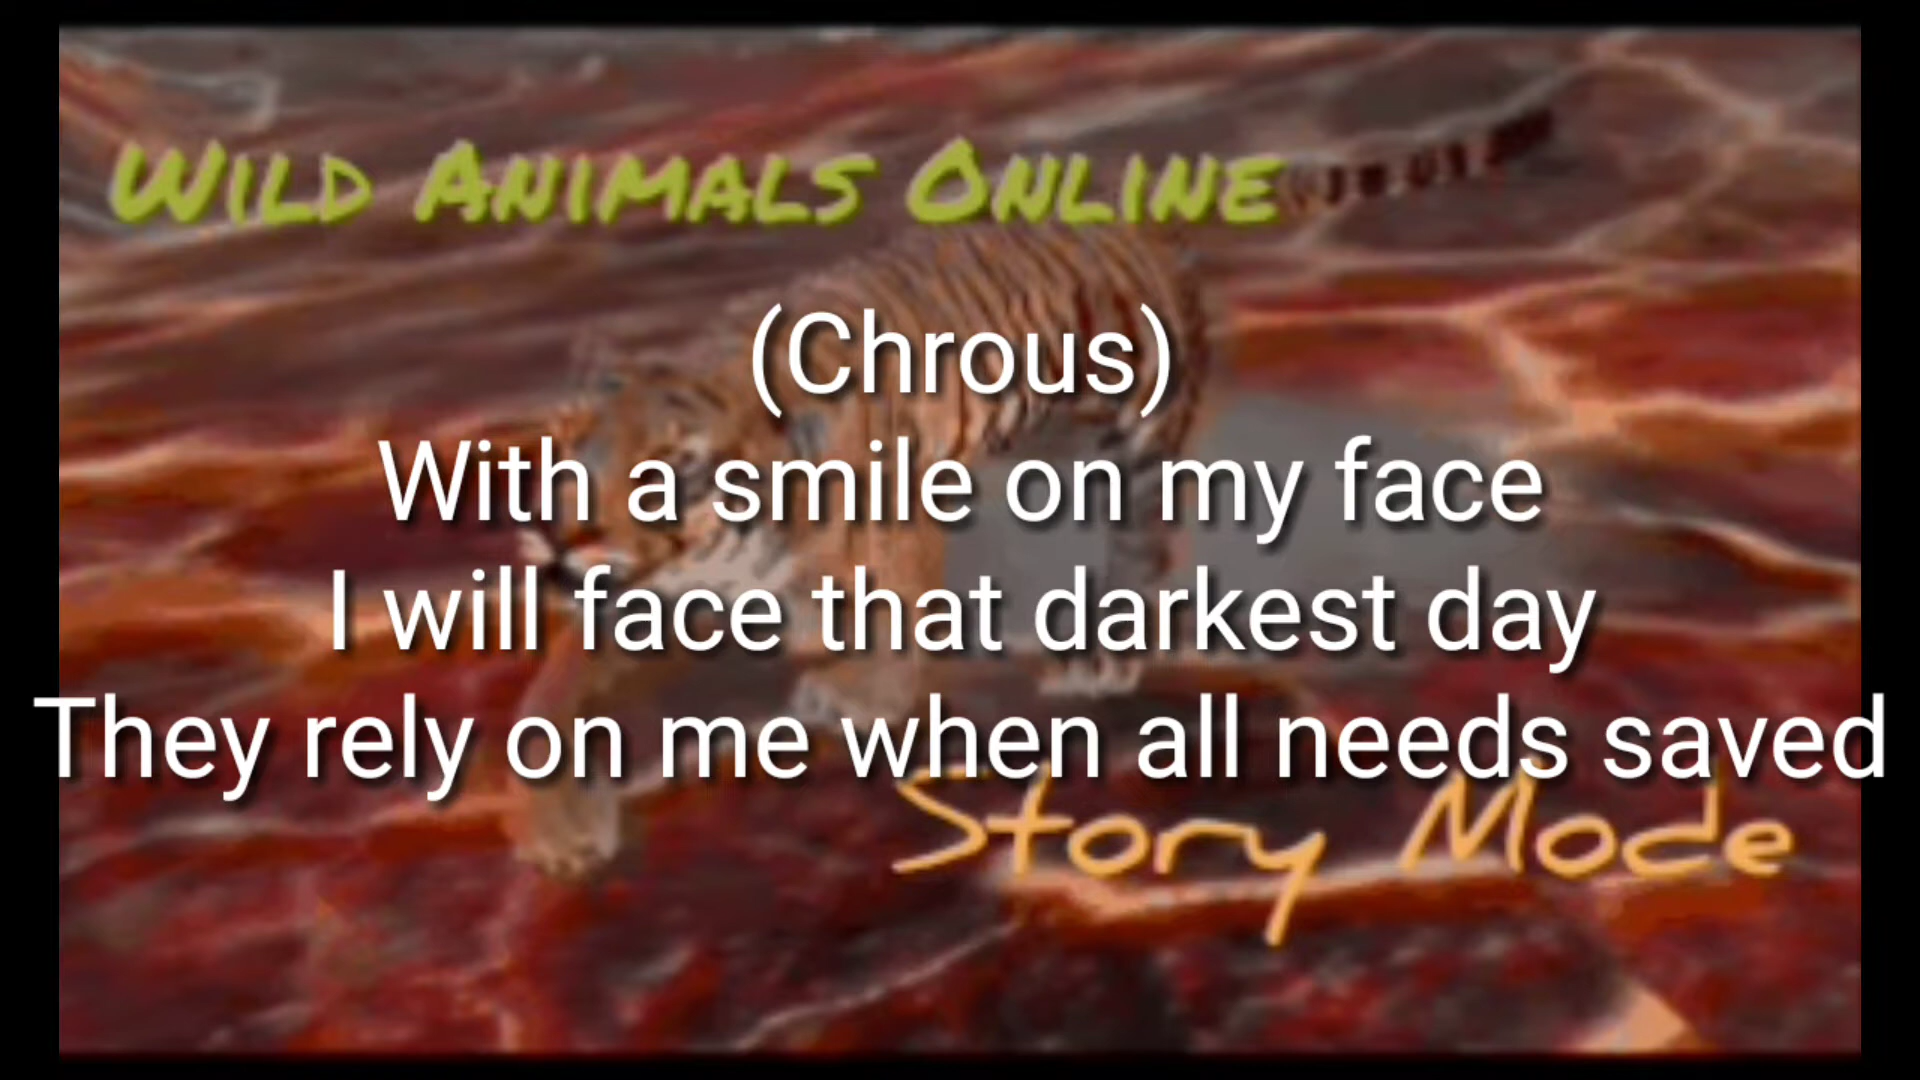 Wild Animals Online
(Chrous)
With a smile on my face
I will face that darkest day
They rely on me when all needs saved
Story Mode